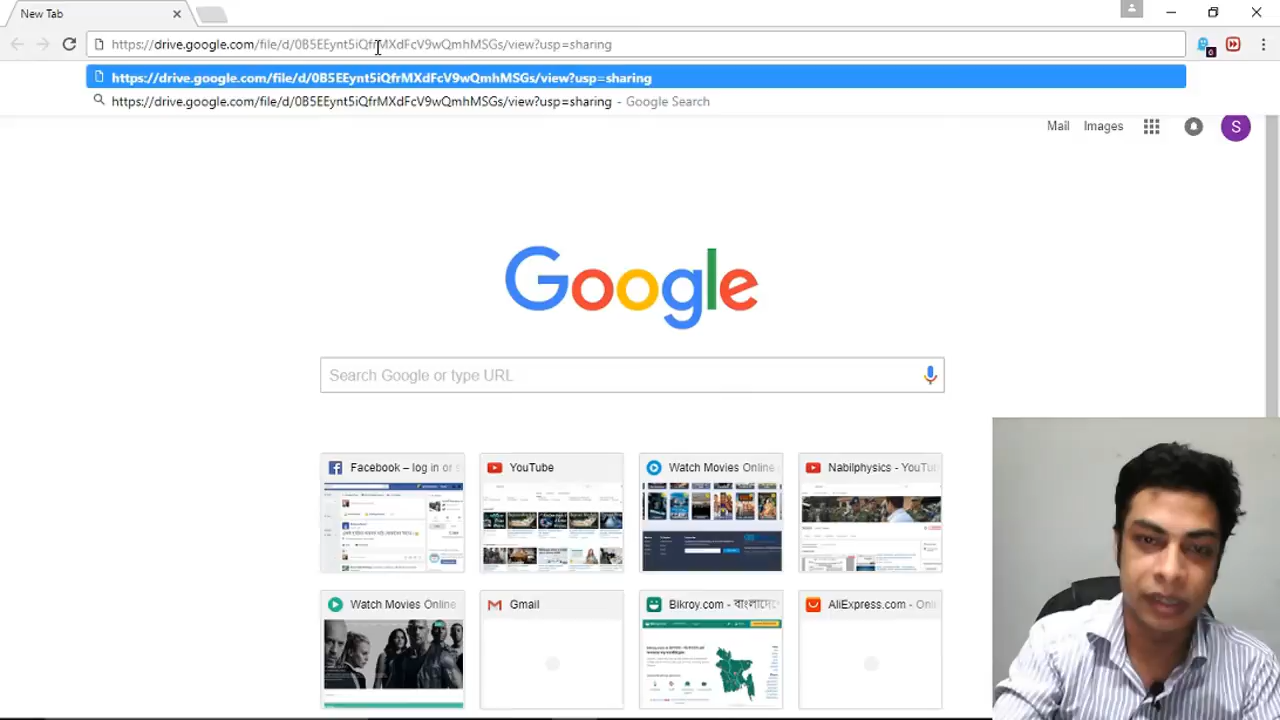 New Tab
https://drive.google.com/file/d/0B5EEynt5iQfrMXdFcV9wQmhMSGs/view?usp=sharing
https://drive.google.com/file/d/0B5EEynt5iQfrMXdFcV9wQmhMSGs/view?usp=sharing
https://drive.google.com/file/d/0B5EEynt5iQfrMXdFcV9wQmhMSGs/view?usp=sharing - Google Search
Mail Images S
Google
Search Google or type URL
Facebook – log in or s
YouTube
Watch Movies Online
Nabilphysics - YouTu
Watch Movies Online
Gmail
Bikroy.com - বাংলাদে
AliExpress.com - Onli